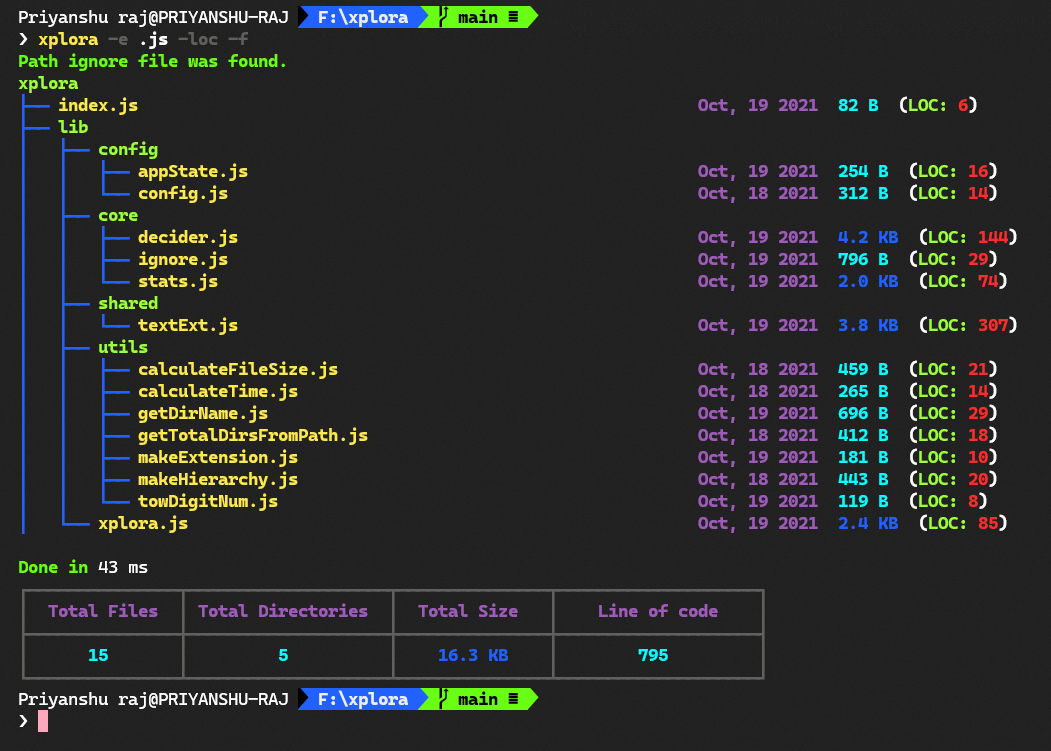 Priyanshu raj@PRIYANSHU-RAJ F:\xplora main ≡
❯ xplora -e .js -loc -f
Path ignore file was found.
xplora
├── index.js Oct, 19 2021 82 B (LOC: 6)
├── lib
│   ├── config
│   │   ├── appState.js Oct, 19 2021 254 B (LOC: 16)
│   │   └── config.js Oct, 18 2021 312 B (LOC: 14)
│   ├── core
│   │   ├── decider.js Oct, 19 2021 4.2 KB (LOC: 144)
│   │   ├── ignore.js Oct, 19 2021 796 B (LOC: 29)
│   │   └── stats.js Oct, 19 2021 2.0 KB (LOC: 74)
│   ├── shared
│   │   └── textExt.js Oct, 19 2021 3.8 KB (LOC: 307)
│   ├── utils
│   │   ├── calculateFileSize.js Oct, 18 2021 459 B (LOC: 21)
│   │   ├── calculateTime.js Oct, 18 2021 265 B (LOC: 14)
│   │   ├── getDirName.js Oct, 19 2021 696 B (LOC: 29)
│   │   ├── getTotalDirsFromPath.js Oct, 18 2021 412 B (LOC: 18)
│   │   ├── makeExtension.js Oct, 19 2021 181 B (LOC: 10)
│   │   ├── makeHierarchy.js Oct, 18 2021 443 B (LOC: 20)
│   │   └── towDigitNum.js Oct, 19 2021 119 B (LOC: 8)
│   └── xplora.js Oct, 19 2021 2.4 KB (LOC: 85)
Done in 43 ms
Total Files Total Directories Total Size Line of code
15 5 16.3 KB 795
Priyanshu raj@PRIYANSHU-RAJ F:\xplora main ≡
❯